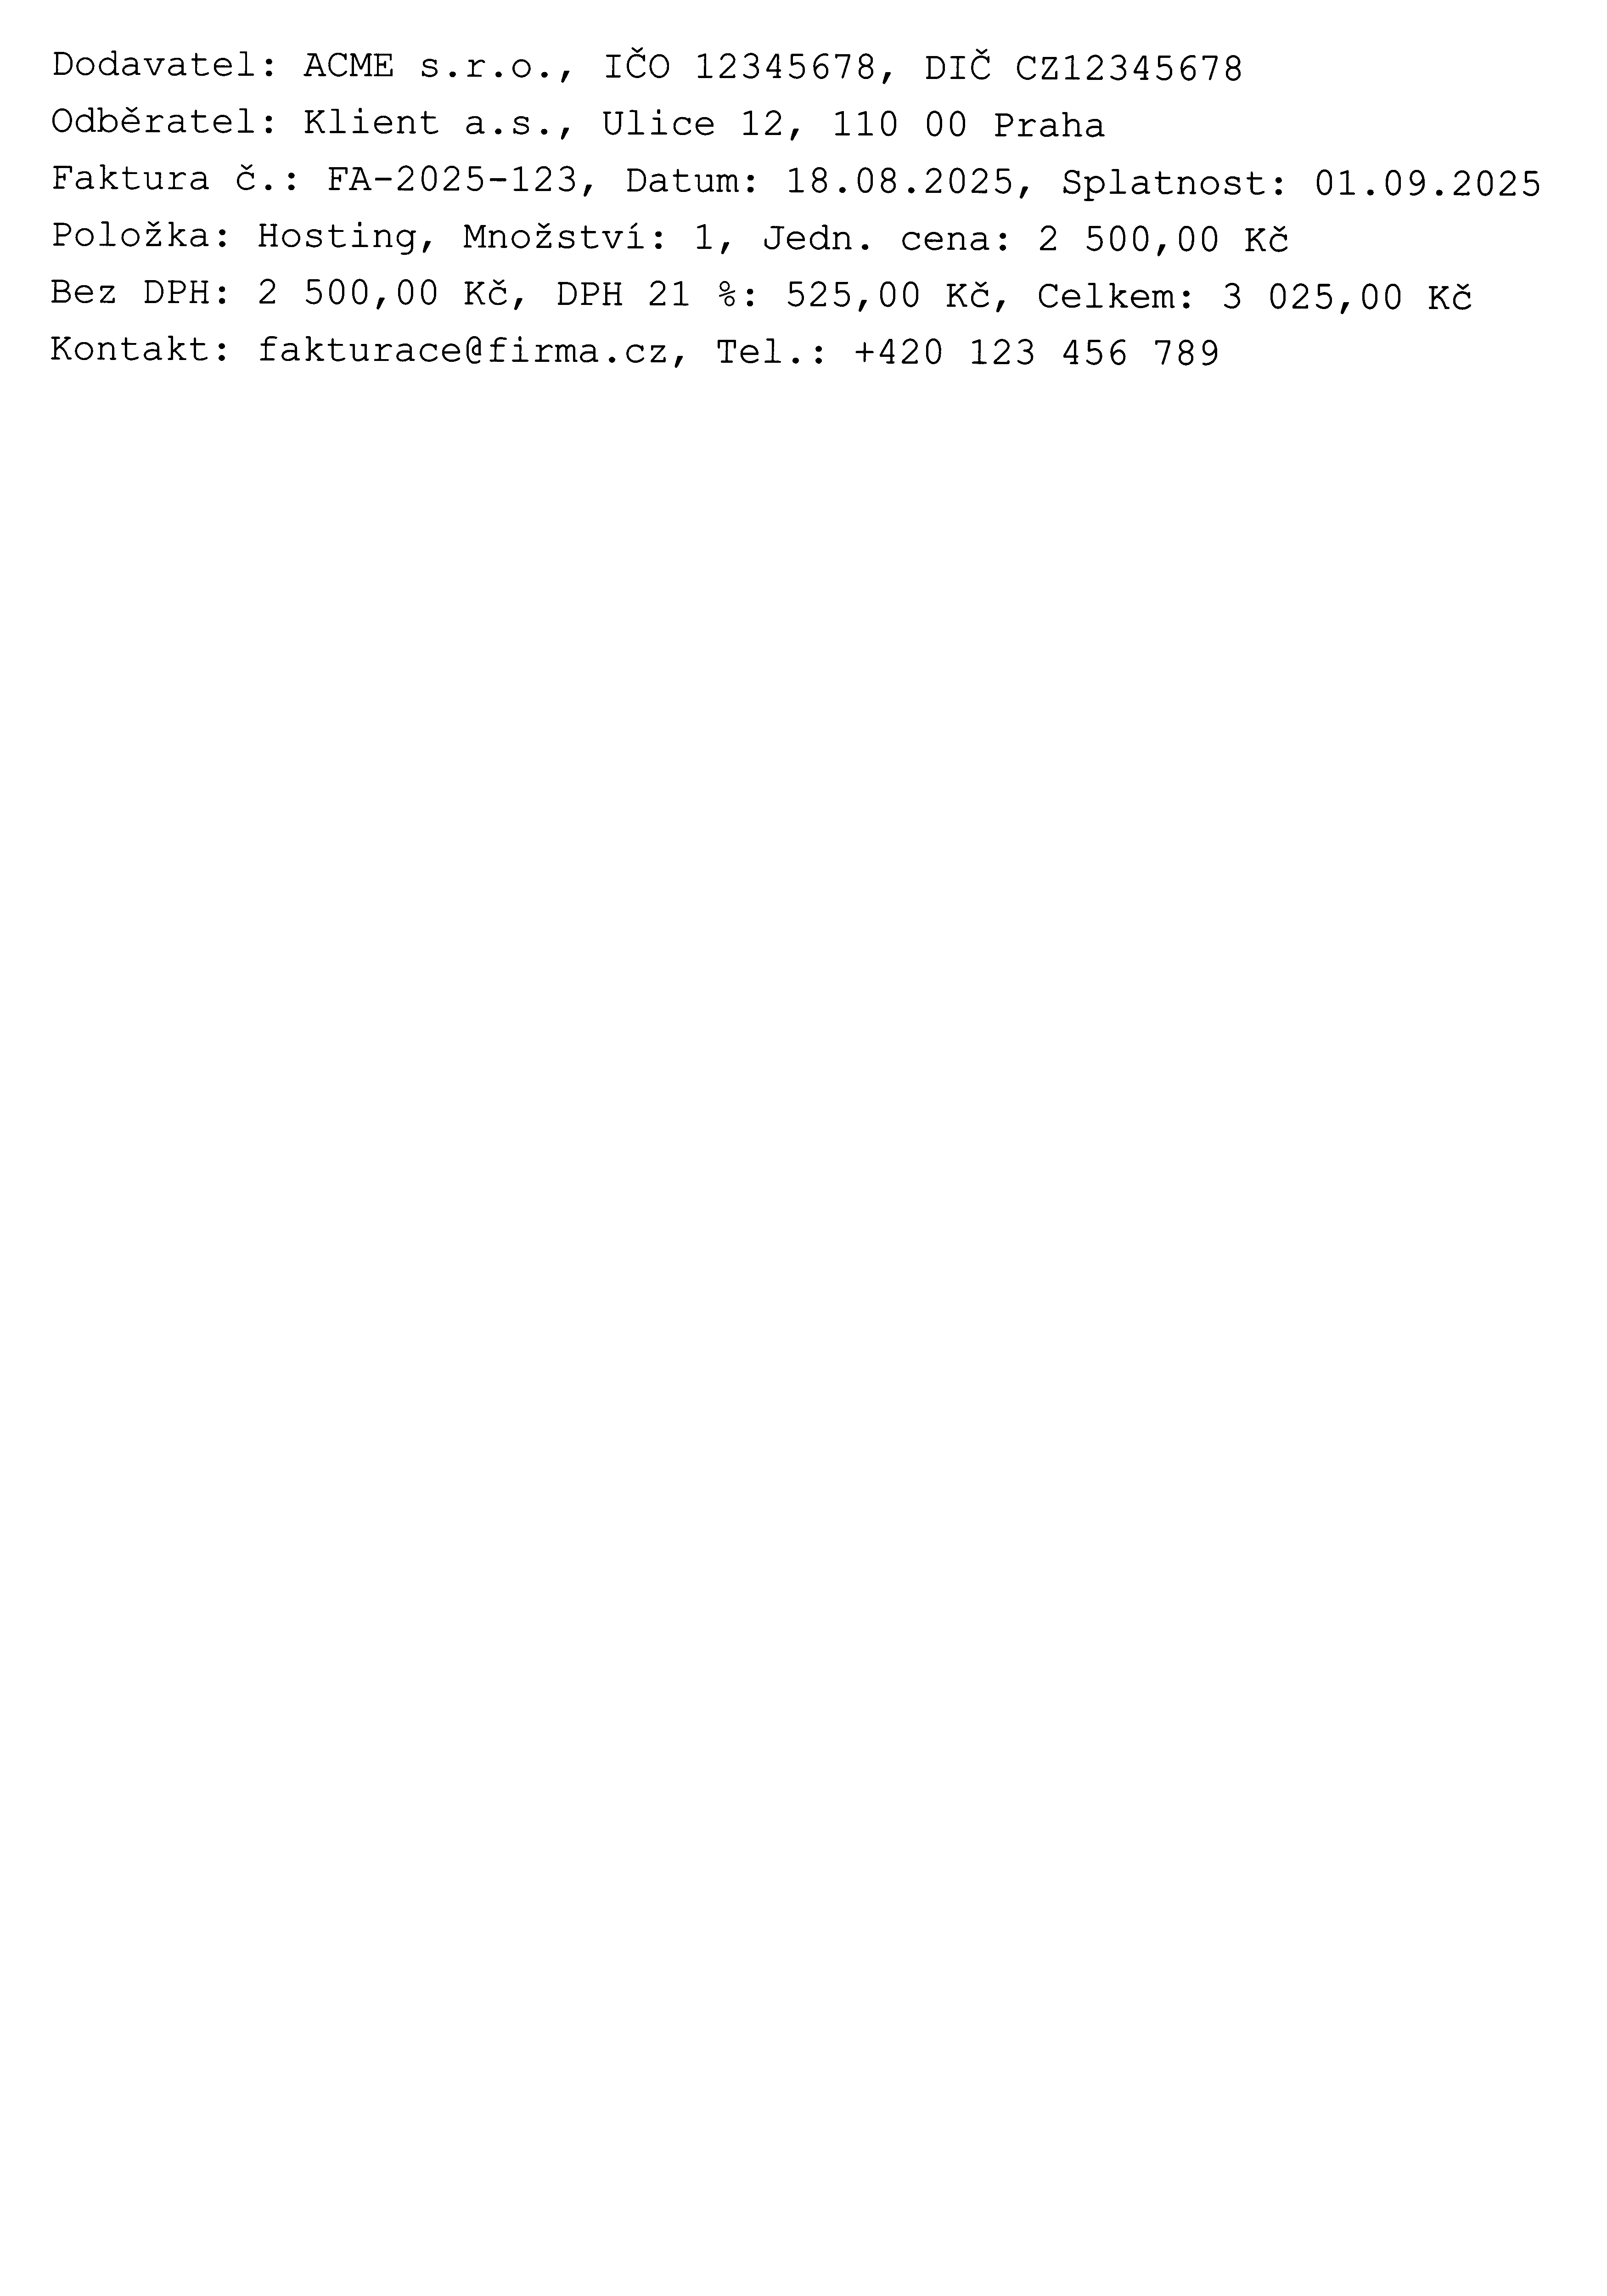 Dodavatel: ACME s.r.o., IČO 12345678, DIČ CZ12345678
Odběratel: Klient a.s., Ulice 12, 110 00 Praha
Faktura č.: FA-2025-123, Datum: 18.08.2025, Splatnost: 01.09.2025
Položka: Hosting, Množství: 1, Jedn. cena: 2 500,00 Kč
Bez DPH: 2 500,00 Kč, DPH 21 %: 525,00 Kč, Celkem: 3 025,00 Kč
Kontakt: fakturace@firma.cz, Tel.: +420 123 456 789